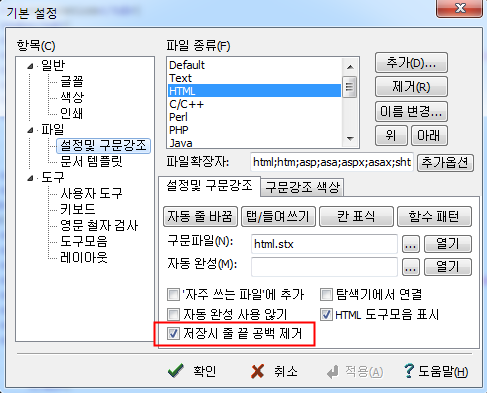 기본 설정
항목(C)
일반
글꼴
색상
인쇄
파일
설정및 구문강조
문서 템플릿
도구
사용자 도구
키보드
영문 철자 검사
도구모음
레이아웃
파일 종류(F)
Default
Text
HTML
C/C++
Perl
PHP
Java
추가(D)...
제거(R)
이름 변경...
위 아래
파일확장자: html;htm;asp;asa;aspx;asax;sht 추가옵션
설정및 구문강조 구문강조 색상
자동 줄 바꿈 탭/들여쓰기 칸 표식 함수 패턴
구문파일(N): html.stx ... 열기
자동 완성(M): ... 열기
'자주 쓰는 파일'에 추가 탐색기에서 연결
자동 완성 사용 않기 HTML 도구모음 표시
저장시 줄 끝 공백 제거
확인 취소 적용(A) 도움말(H)